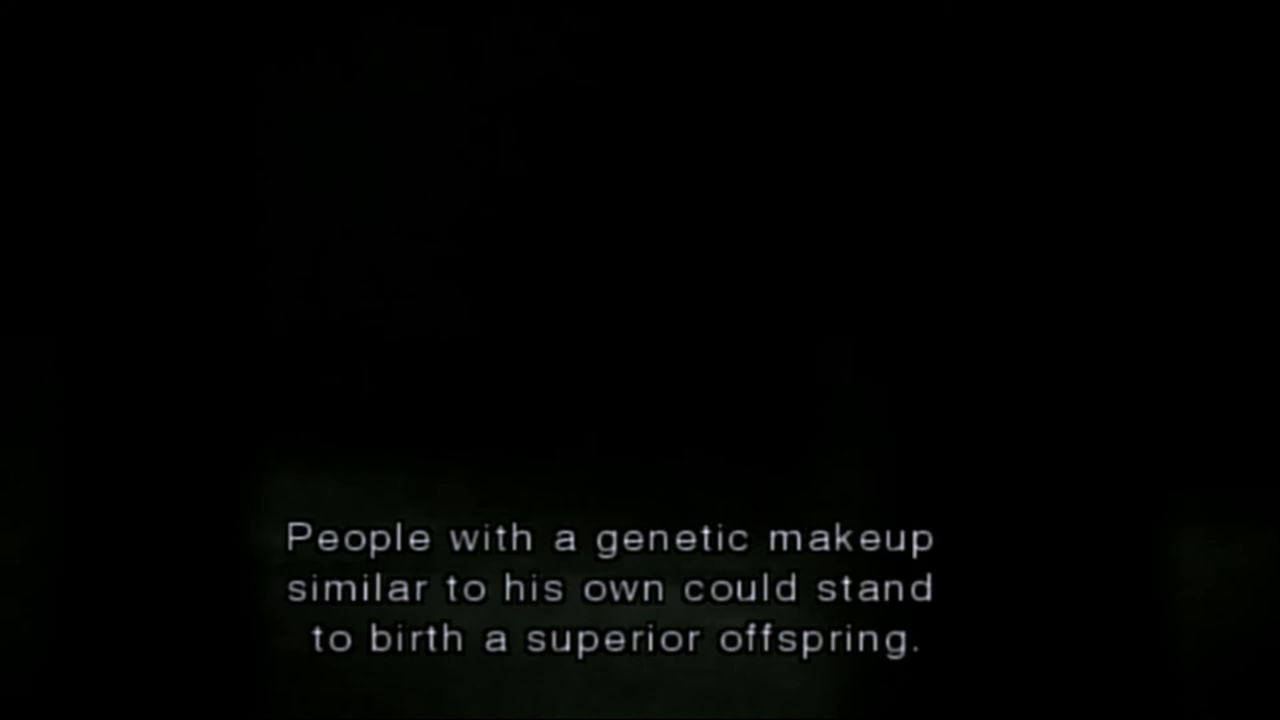 People with a genetic makeup
similar to his own could stand
to birth a superior offspring.